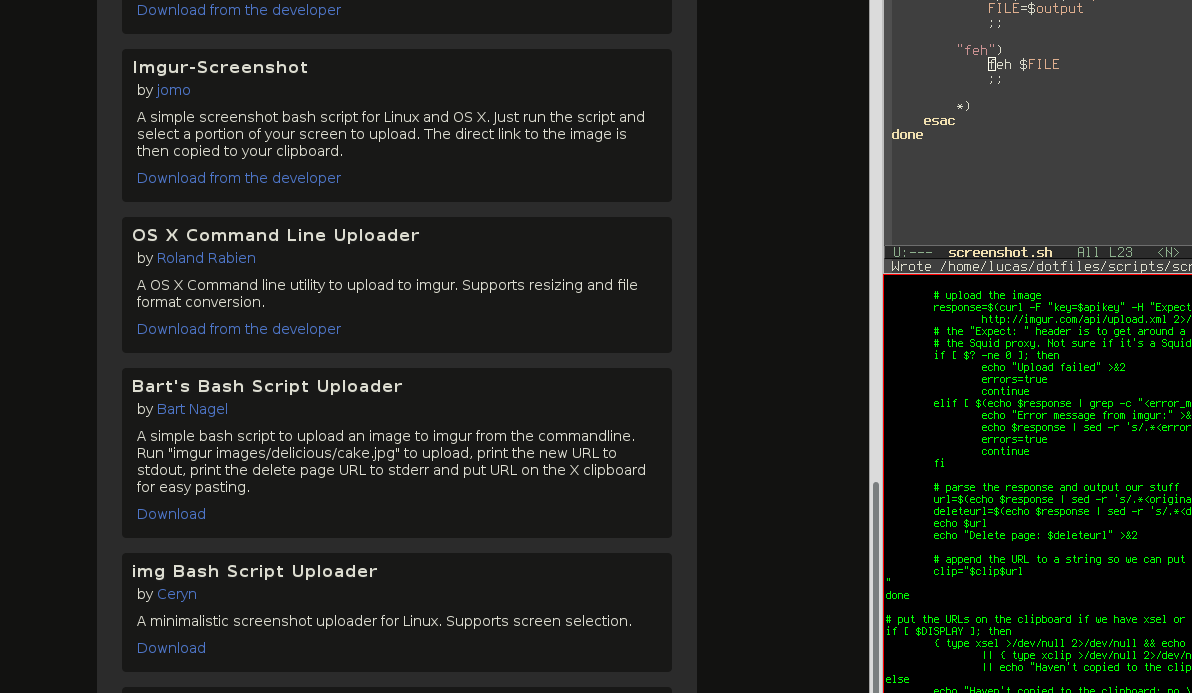 Download from the developer
Imgur-Screenshot
by jomo
A simple screenshot bash script for Linux and OS X. Just run the script and
select a portion of your screen to upload. The direct link to the image is
then copied to your clipboard.
Download from the developer
OS X Command Line Uploader
by Roland Rabien
A OS X Command line utility to upload to imgur. Supports resizing and file
format conversion.
Download from the developer
Bart's Bash Script Uploader
by Bart Nagel
A simple bash script to upload an image to imgur from the commandline.
Run "imgur images/delicious/cake.jpg" to upload, print the new URL to
stdout, print the delete page URL to stderr and put URL on the X clipboard
for easy pasting.
Download
img Bash Script Uploader
by Ceryn
A minimalistic screenshot uploader for Linux. Supports screen selection.
Download
FILE=$output
;;
"feh")
feh $FILE
;;
*)
esac
done
U:--- screenshot.sh All L23 <N>
Wrote /home/lucas/dotfiles/scripts/scr
# upload the image
response=$(curl -F "key=$apikey" -H "Expect
http://imgur.com/api/upload.xml 2>/
# the "Expect: " header is to get around a
# the Squid proxy. Not sure if it's a Squid
if [ $? -ne 0 ]; then
echo "Upload failed" >&2
errors=true
continue
elif [ $(echo $response | grep -c "<error_m
echo "Error message from imgur:" >&
echo $response | sed -r 's/.*<error
errors=true
continue
fi
# parse the response and output our stuff
url=$(echo $response | sed -r 's/.*<origina
deleteurl=$(echo $response | sed -r 's/.*<d
echo $url
echo "Delete page: $deleteurl" >&2
# append the URL to a string so we can put
clip="$clip$url
"
done
# put the URLs on the clipboard if we have xsel or
if [ $DISPLAY ]; then
{ type xsel >/dev/null 2>/dev/null && echo
|| { type xclip >/dev/null 2>/dev/n
|| echo "Haven't copied to the clip
else
echo "Haven't copied to the clipboard: no